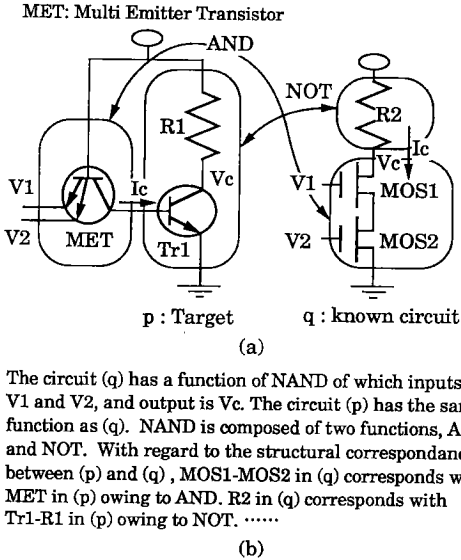 MET: Multi Emitter Transistor
AND
NOT
R1
R2
Ic
Vc
V1
V2
MET
Ic
Vc
Tr1
V1
V2
MOS1
MOS2
p : Target
q : known circuit
(a)
The circuit (q) has a function of NAND of which inputs
V1 and V2, and output is Vc. The circuit (p) has the sa
function as (q). NAND is composed of two functions, A
and NOT. With regard to the structural correspondan
between (p) and (q) , MOS1-MOS2 in (q) corresponds w
MET in (p) owing to AND. R2 in (q) corresponds with
Tr1-R1 in (p) owing to NOT. ······
(b)